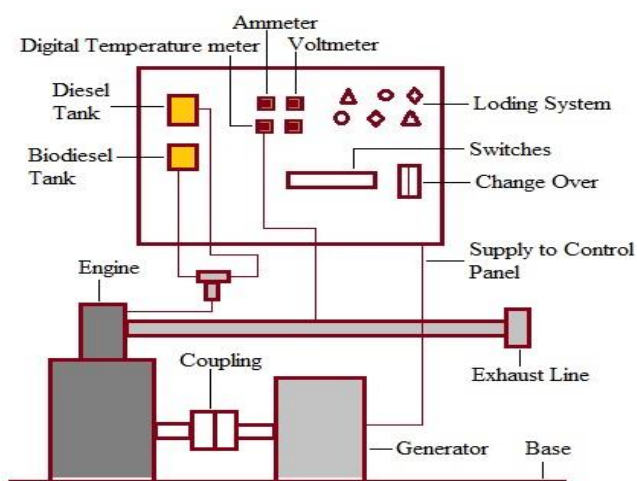 Ammeter
Digital Temperature meter
Voltmeter
Diesel
Tank
Loding System
Biodiesel
Tank
Switches
Change Over
Supply to Control
Panel
Engine
Coupling
Exhaust Line
Generator
Base